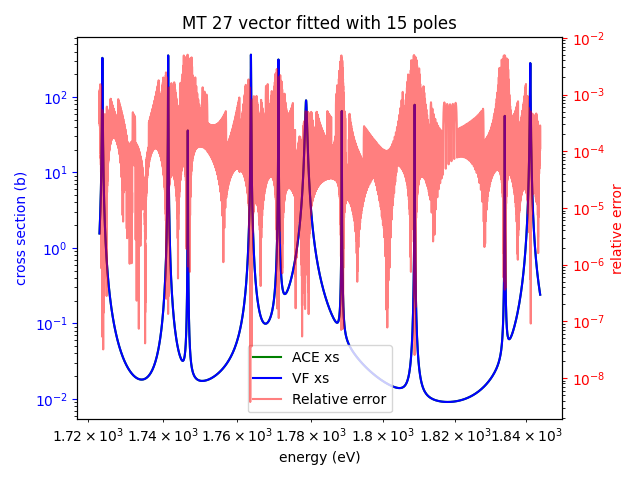 MT 27 vector fitted with 15 poles
10²
10¹
10⁰
10⁻¹
10⁻²
cross section (b)
10⁻²
10⁻³
10⁻⁴
10⁻⁵
10⁻⁶
10⁻⁷
10⁻⁸
relative error
ACE xs
VF xs
Relative error
1.72 × 10³ 1.74 × 10³ 1.76 × 10³ 1.78 × 10³ 1.8 × 10³ 1.82 × 10³ 1.84 × 10³
energy (eV)